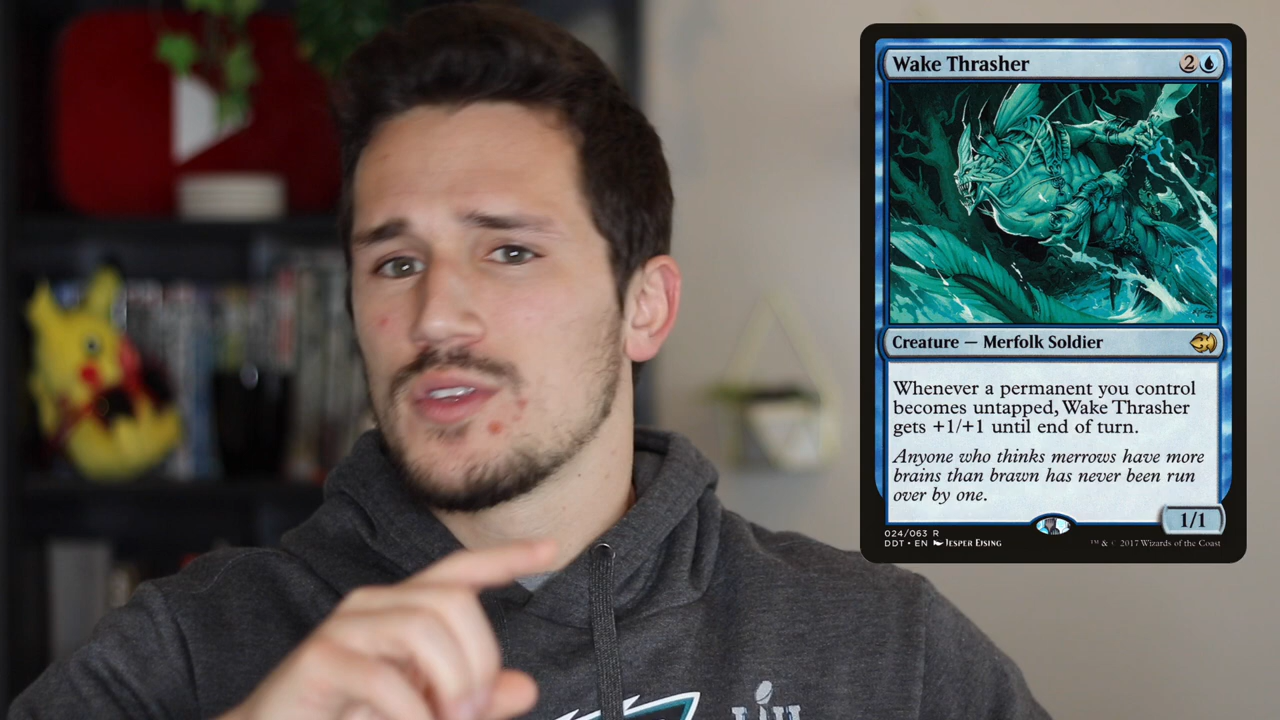 Wake Thrasher 2
Creature — Merfolk Soldier
Whenever a permanent you control
becomes untapped, Wake Thrasher
gets +1/+1 until end of turn.
Anyone who thinks merrows have more
brains than brawn has never been run
over by one.
1/1
024/063 R
DDT • EN JESPER EISING
™ & © 2017 Wizards of the Coast
LII